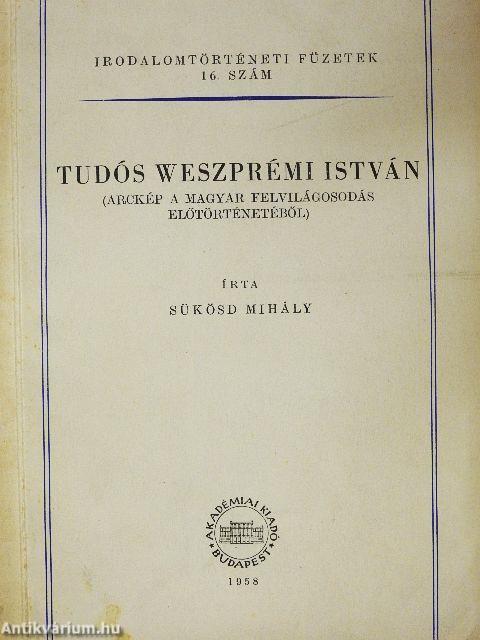 IRODALOMTÖRTÉNETI FÜZETEK
16. SZÁM
TUDÓS WESZPRÉMI ISTVÁN
(ARCKÉP A MAGYAR FELVILÁGOSODÁS
ELŐTÖRTÉNETÉBŐL)
ÍRTA
SÜKÖSD MIHÁLY
AKADÉMIAI KIADÓ
BUDAPEST
1958
Antikvárium.hu